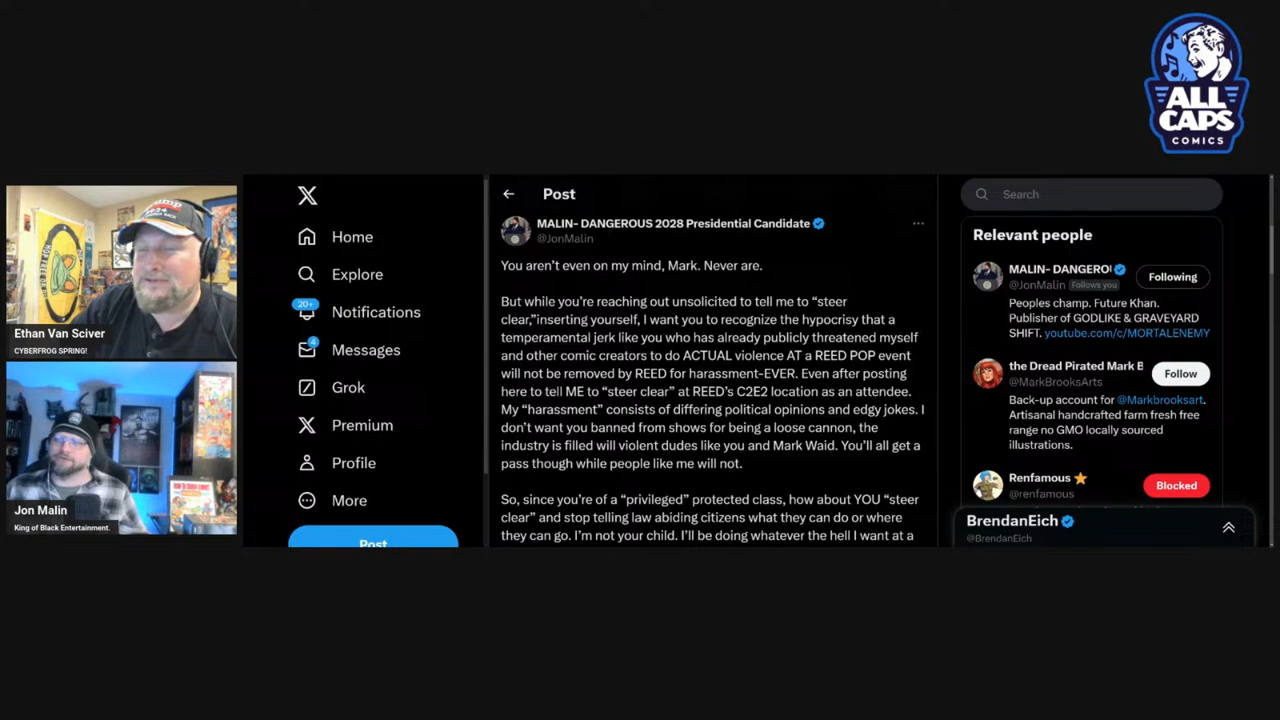 ALL
CAPS
COMICS
Trump
Ethan Van Sciver
CYBERFROG SPRING!
Jon Malin
King of Black Entertainment.
Home
Explore
20+
Notifications
4
Messages
Grok
Premium
Profile
More
Post
Post
MALIN- DANGEROUS 2028 Presidential Candidate
@JonMalin
You aren't even on my mind, Mark. Never are.
But while you're reaching out unsolicited to tell me to “steer
clear,”inserting yourself, I want you to recognize the hypocrisy that a
temperamental jerk like you who has already publicly threatened myself
and other comic creators to do ACTUAL violence AT a REED POP event
will not be removed by REED for harassment-EVER. Even after posting
here to tell ME to “steer clear” at REED's C2E2 location as an attendee.
My “harassment” consists of differing political opinions and edgy jokes. I
don't want you banned from shows for being a loose cannon, the
industry is filled will violent dudes like you and Mark Waid. You'll all get a
pass though while people like me will not.
So, since you're of a “privileged” protected class, how about YOU “steer
clear” and stop telling law abiding citizens what they can do or where
they can go. I'm not your child. I'll be doing whatever the hell I want at a
Search
Relevant people
MALIN- DANGERO
@JonMalin Follows you
Following
Peoples champ. Future Khan.
Publisher of GODLIKE & GRAVEYARD
SHIFT. youtube.com/c/MORTALENEMY
the Dread Pirated Mark B
@MarkBrooksArts
Follow
Back-up account for @Markbrooksart.
Artisanal handcrafted farm fresh free
range no GMO locally sourced
illustrations.
Renfamous
@renfamous
Blocked
BrendanEich
@BrendanEich